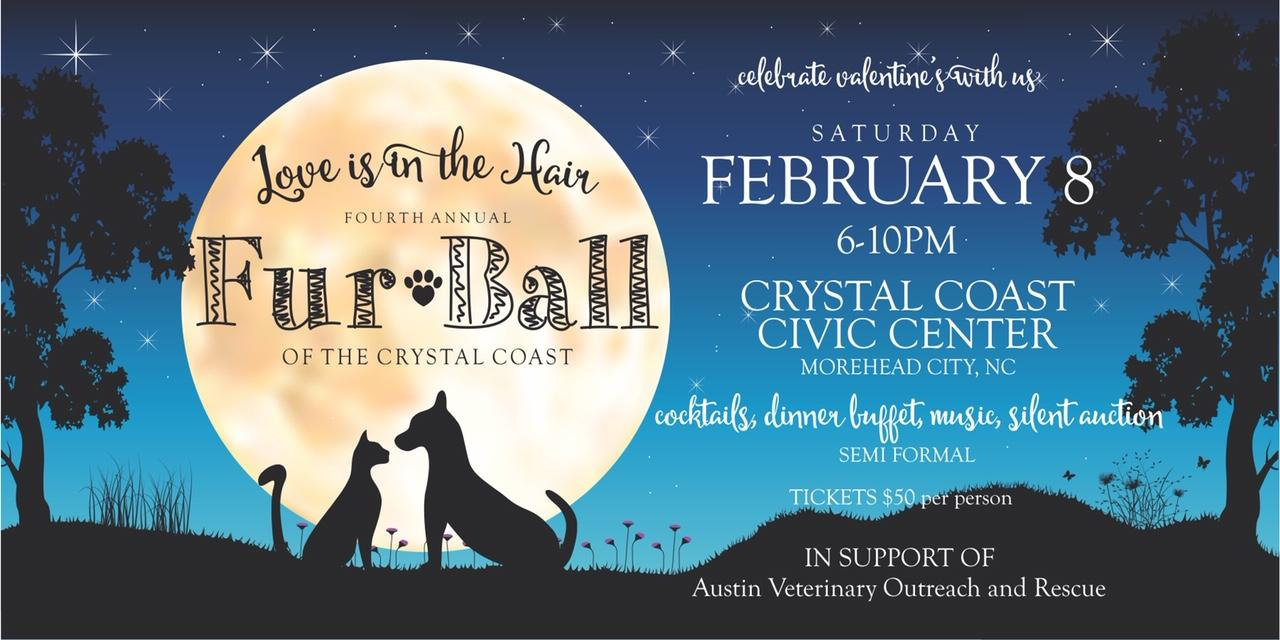 Love is in the Hair
FOURTH ANNUAL
Fur Ball
OF THE CRYSTAL COAST
celebrate valentine's with us
SATURDAY
FEBRUARY 8
6-10PM
CRYSTAL COAST
CIVIC CENTER
MOREHEAD CITY, NC
cocktails, dinner buffet, music, silent auction
SEMI FORMAL
TICKETS $50 per person
IN SUPPORT OF
Austin Veterinary Outreach and Rescue